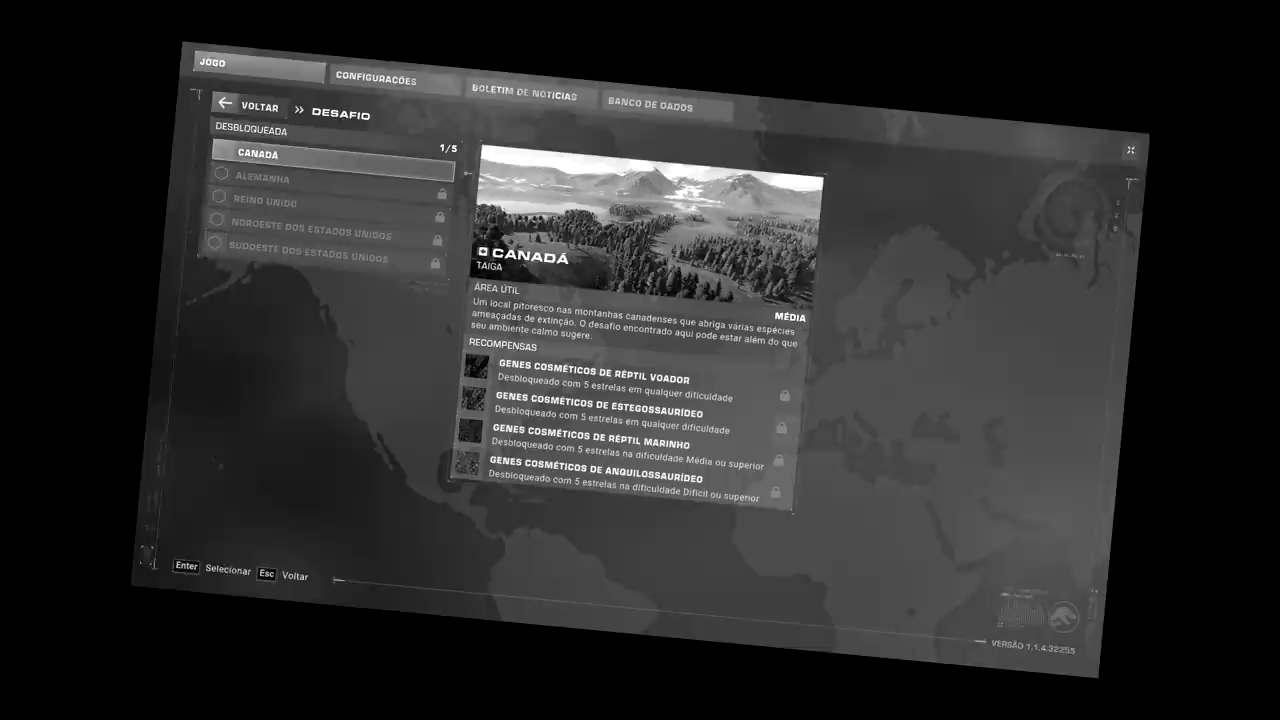 JOGO
CONFIGURAÇÕES
BOLETIM DE NOTÍCIAS
BANCO DE DADOS
VOLTAR » DESAFIO
DESBLOQUEADA
1/5
CANADÁ
ALEMANHA
REINO UNIDO
NOROESTE DOS ESTADOS UNIDOS
SUDOESTE DOS ESTADOS UNIDOS
CANADÁ
TAIGA
ÁREA ÚTIL
MÉDIA
Um local pitoresco nas montanhas canadenses que abriga várias espécies
ameaçadas de extinção. O desafio encontrado aqui pode estar além do que
seu ambiente calmo sugere.
RECOMPENSAS
GENES COSMÉTICOS DE RÉPTIL VOADOR
Desbloqueado com 5 estrelas em qualquer dificuldade
GENES COSMÉTICOS DE ESTEGOSSAURÍDEO
Desbloqueado com 5 estrelas em qualquer dificuldade
GENES COSMÉTICOS DE RÉPTIL MARINHO
Desbloqueado com 5 estrelas na dificuldade Média ou superior
GENES COSMÉTICOS DE ANQUILOSSAURÍDEO
Desbloqueado com 5 estrelas na dificuldade Difícil ou superior
Enter Selecionar Esc Voltar
VERSÃO 1.1.4.32255